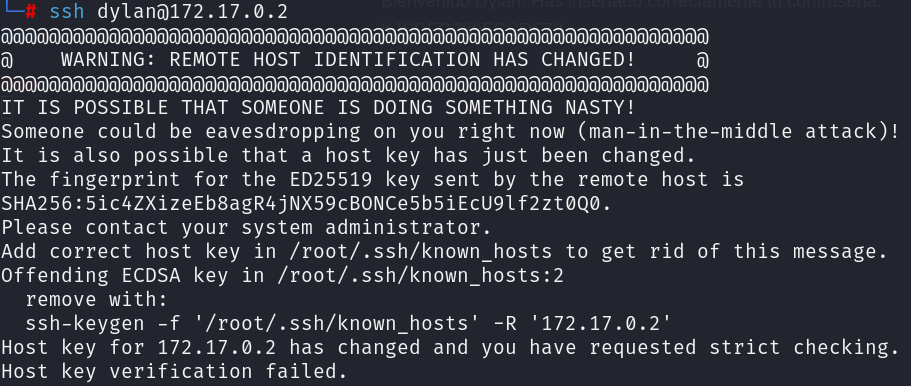 Bienvenido Dylan! Has insertado correctamente tu contraseña:
└─# ssh dylan@172.17.0.2
@@@@@@@@@@@@@@@@@@@@@@@@@@@@@@@@@@@@@@@@@@@@@@@@@@@@@@@@@@@
@    WARNING: REMOTE HOST IDENTIFICATION HAS CHANGED!     @
@@@@@@@@@@@@@@@@@@@@@@@@@@@@@@@@@@@@@@@@@@@@@@@@@@@@@@@@@@@
IT IS POSSIBLE THAT SOMEONE IS DOING SOMETHING NASTY!
Someone could be eavesdropping on you right now (man-in-the-middle attack)!
It is also possible that a host key has just been changed.
The fingerprint for the ED25519 key sent by the remote host is
SHA256:5ic4ZXizeEb8agR4jNX59cBONCe5b5iEcU9lf2zt0Q0.
Please contact your system administrator.
Add correct host key in /root/.ssh/known_hosts to get rid of this message.
Offending ECDSA key in /root/.ssh/known_hosts:2
  remove with:
  ssh-keygen -f '/root/.ssh/known_hosts' -R '172.17.0.2'
Host key for 172.17.0.2 has changed and you have requested strict checking.
Host key verification failed.